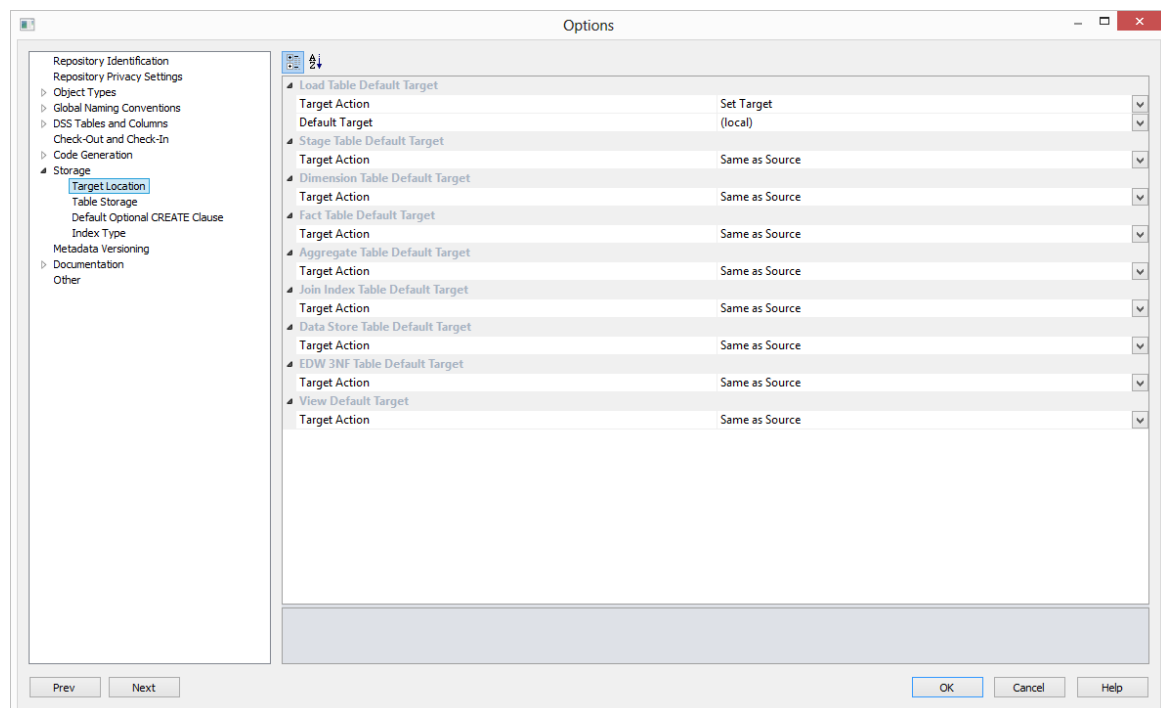 Options
Repository Identification
Repository Privacy Settings
Object Types
Global Naming Conventions
DSS Tables and Columns
Check-Out and Check-In
Code Generation
Storage
Target Location
Table Storage
Default Optional CREATE Clause
Index Type
Metadata Versioning
Documentation
Other
Load Table Default Target
Target Action Set Target
Default Target (local)
Stage Table Default Target
Target Action Same as Source
Dimension Table Default Target
Target Action Same as Source
Fact Table Default Target
Target Action Same as Source
Aggregate Table Default Target
Target Action Same as Source
Join Index Table Default Target
Target Action Same as Source
Data Store Table Default Target
Target Action Same as Source
EDW 3NF Table Default Target
Target Action Same as Source
View Default Target
Target Action Same as Source
Prev Next OK Cancel Help